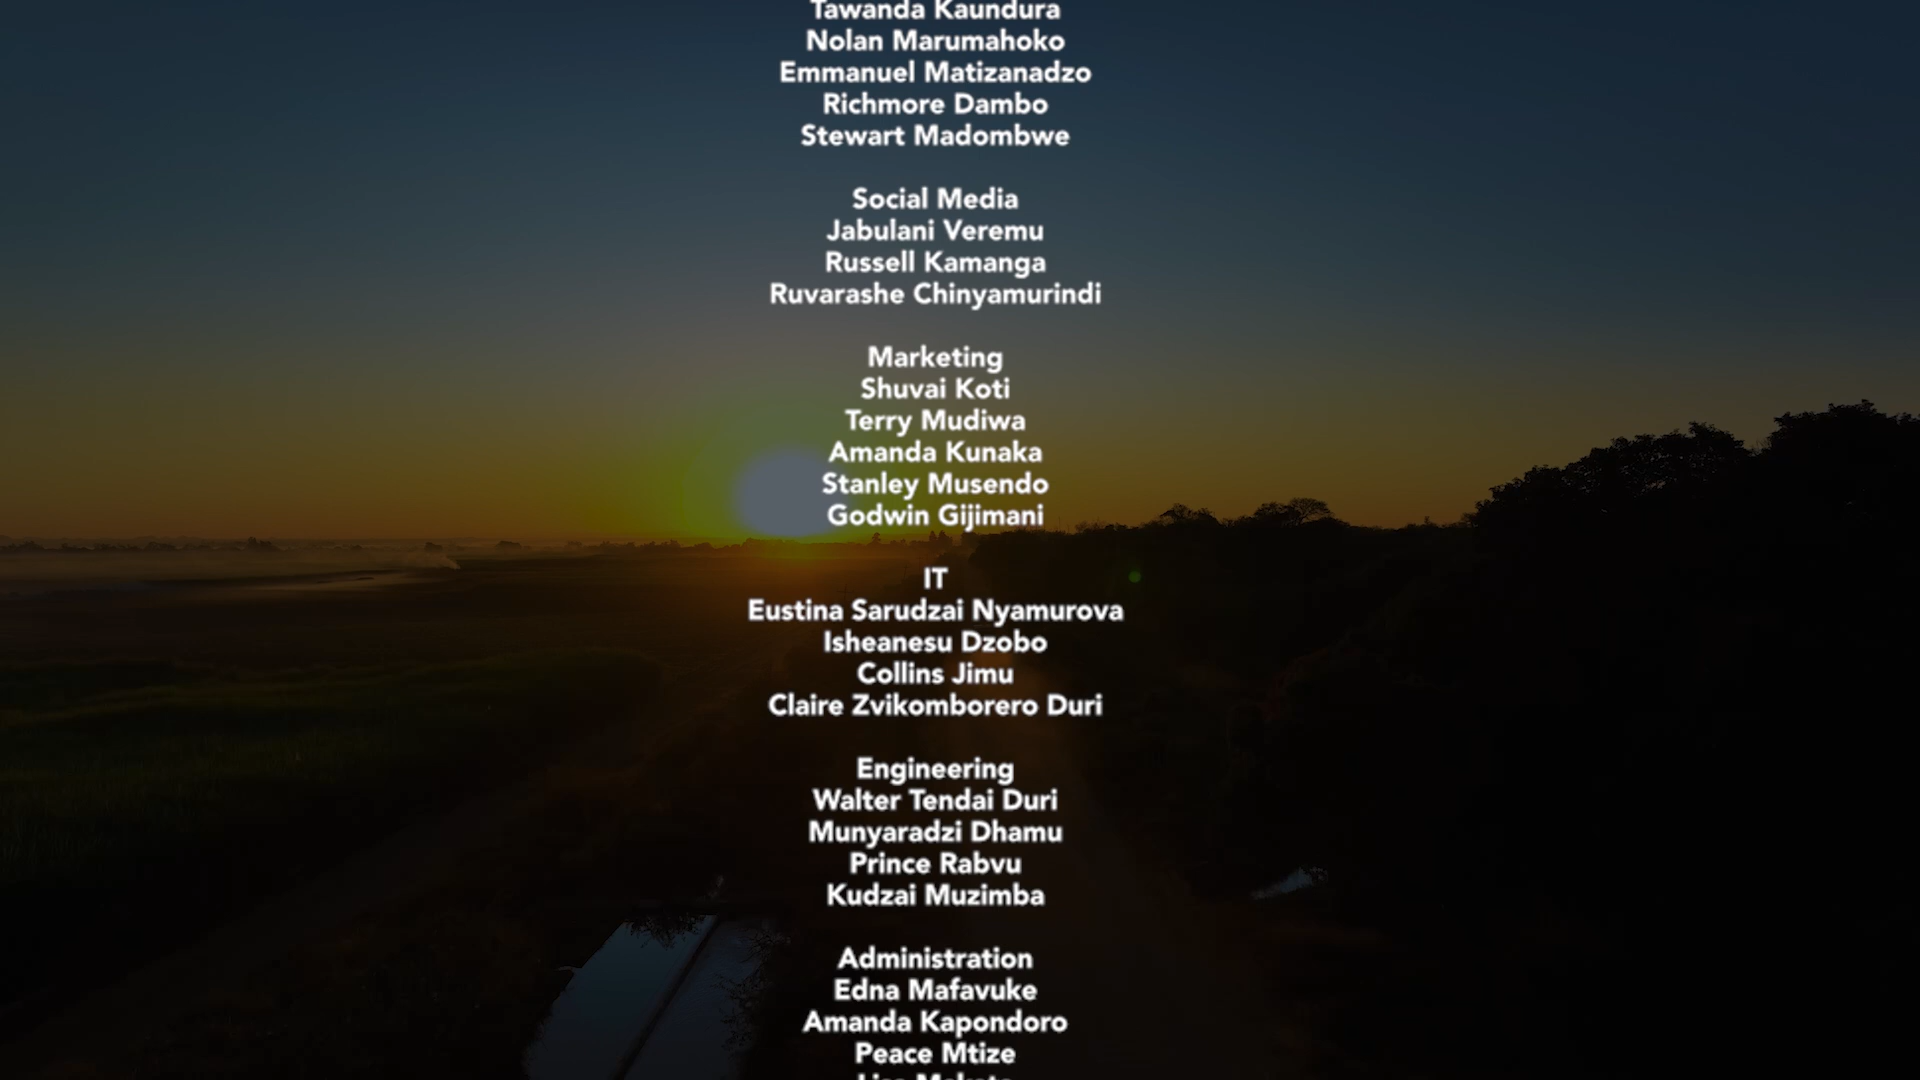 Tawanda Kaundura
Nolan Marumahoko
Emmanuel Matizanadzo
Richmore Dambo
Stewart Madombwe
Social Media
Jabulani Veremu
Russell Kamanga
Ruvarashe Chinyamurindi
Marketing
Shuvai Koti
Terry Mudiwa
Amanda Kunaka
Stanley Musendo
Godwin Gijimani
IT
Eustina Sarudzai Nyamurova
Isheanesu Dzobo
Collins Jimu
Claire Zvikomborero Duri
Engineering
Walter Tendai Duri
Munyaradzi Dhamu
Prince Rabvu
Kudzai Muzimba
Administration
Edna Mafavuke
Amanda Kapondoro
Peace Mtize